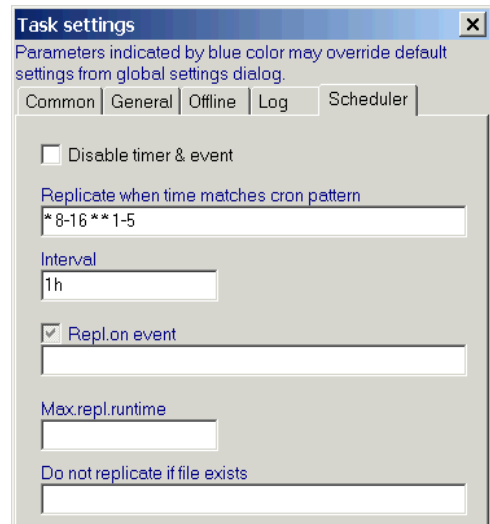 Task settings
Parameters indicated by blue color may override default
settings from global settings dialog.
Common General Offline Log Scheduler
Disable timer & event
Replicate when time matches cron pattern
* 8-16 * * 1-5
Interval
1h
Repl.on event
Max.repl.runtime
Do not replicate if file exists